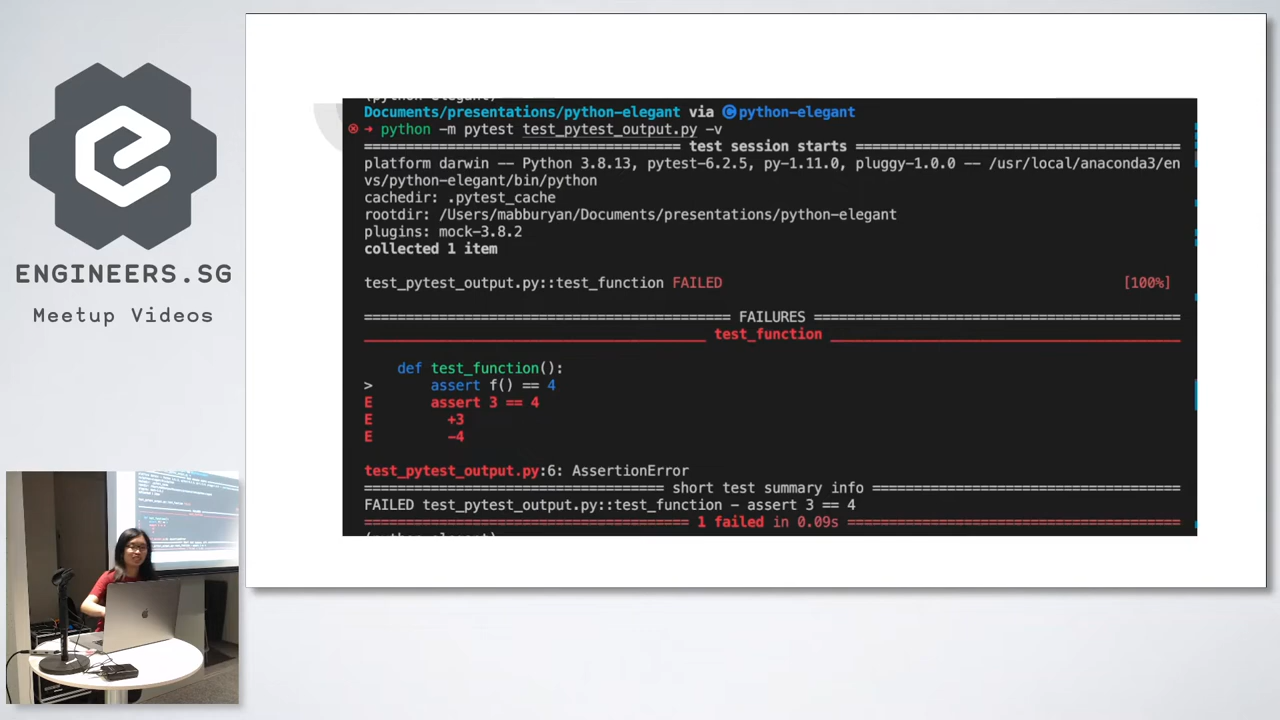 ENGINEERS.SG
Meetup Videos
Documents/presentations/python-elegant via ©python-elegant
⊗ ➜ python -m pytest test_pytest_output.py -v
======================================= test session starts ========================================
platform darwin -- Python 3.8.13, pytest-6.2.5, py-1.11.0, pluggy-1.0.0 -- /usr/local/anaconda3/en
vs/python-elegant/bin/python
cachedir: .pytest_cache
rootdir: /Users/mabburyan/Documents/presentations/python-elegant
plugins: mock-3.8.2
collected 1 item
test_pytest_output.py::test_function FAILED [100%]
============================================= FAILURES =============================================
_________________________________________ test_function __________________________________________
def test_function():
> assert f() == 4
E assert 3 == 4
E +3
E -4
test_pytest_output.py:6: AssertionError
===================================== short test summary info =====================================
FAILED test_pytest_output.py::test_function - assert 3 == 4
======================================== 1 failed in 0.09s ========================================